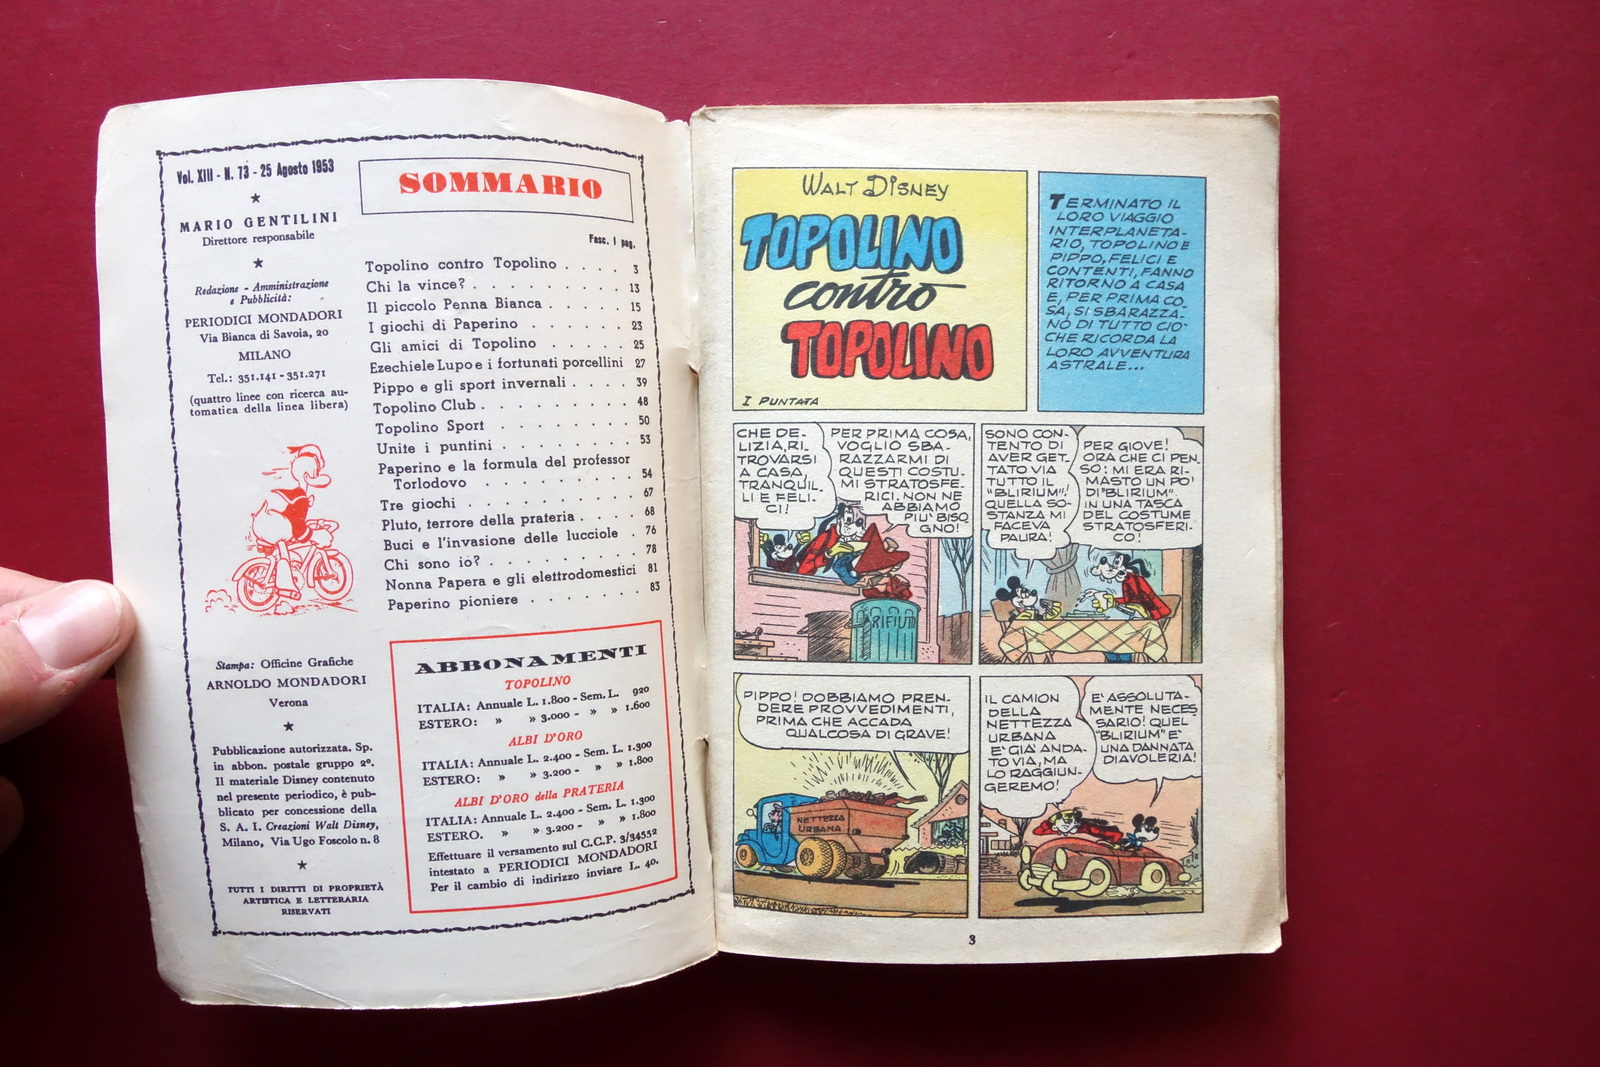 Vol. XIII - N. 73 - 25 Agosto 1953
★
MARIO GENTILINI
Direttore responsabile
★
Redazione - Amministrazione
e Pubblicità:
PERIODICI MONDADORI
Via Bianca di Savoia, 20
MILANO
Tel.: 351.141 - 351.271
(quattro linee con ricerca au-
tomatica della linea libera)
Stampa: Officine Grafiche
ARNOLDO MONDADORI
Verona
★
Pubblicazione autorizzata. Sp.
in abbon. postale gruppo 2º.
Il materiale Disney contenuto
nel presente periodico, è pub-
blicato per concessione della
S. A. I. Creazioni Walt Disney,
Milano, Via Ugo Foscolo n. 8
★
TUTTI I DIRITTI DI PROPRIETÀ
ARTISTICA E LETTERARIA
RISERVATI
SOMMARIO
Fasc. I pag.
Topolino contro Topolino . . . . 3
Chi la vince? . . . . . . . . . 13
Il piccolo Penna Bianca . . . . . 15
I giochi di Paperino . . . . . . 23
Gli amici di Topolino . . . . . 25
Ezechiele Lupo e i fortunati porcellini 27
Pippo e gli sport invernali . . . . 39
Topolino Club . . . . . . . . 48
Topolino Sport . . . . . . . 50
Unite i puntini . . . . . . . . 53
Paperino e la formula del professor
Torlodovo . . . . . . . . . 54
Tre giochi . . . . . . . . . . 67
Pluto, terrore della prateria . . . . 68
Buci e l'invasione delle lucciole . 76
Chi sono io? . . . . . . . . . 78
Nonna Papera e gli elettrodomestici 81
Paperino pioniere . . . . . . . 83
ABBONAMENTI
TOPOLINO
ITALIA: Annuale L. 1.800 - Sem. L. 920
ESTERO: » » 3.000 - » » 1.600
ALBI D'ORO
ITALIA: Annuale L. 2.400 - Sem. L. 1.300
ESTERO: » » 3.200 - » » 1.800
ALBI D'ORO della PRATERIA
ITALIA: Annuale L. 2.400 - Sem. L. 1.300
ESTERO. » » 3.200 - » » 1.800
Effettuare il versamento sul C.C.P. 3/34552
intestato a PERIODICI MONDADORI
Per il cambio di indirizzo inviare L. 40.
WALT DISNEY
TOPOLINO
contro
TOPOLINO
I PUNTATA
TERMINATO IL
LORO VIAGGIO
INTERPLANETA-
RIO, TOPOLINO E
PIPPO, FELICI E
CONTENTI, FANNO
RITORNO A CASA
E, PER PRIMA CO-
SA, SI SBARAZZA-
NO DI TUTTO CIO'
CHE RICORDA LA
LORO AVVENTURA
ASTRALE...
CHE DE-
LIZIA, RI-
TROVARSI
A CASA,
TRANQUIL-
LI E FELI-
CI!
PER PRIMA COSA,
VOGLIO SBA-
RAZZARMI DI
QUESTI COSTU-
MI STRATOSFE-
RICI. NON NE
ABBIAMO
PIU' BISO-
GNO!
RIFIUTI
SONO CON-
TENTO DI
AVER GET-
TATO VIA
TUTTO IL
"BLIRIUM"!
QUELLA SO-
STANZA MI
FACEVA
PAURA!
PER GIOVE!
ORA CHE CI PEN-
SO: MI ERA RI-
MASTO UN PO'
DI "BLIRIUM"
IN UNA TASCA
DEL COSTUME
STRATOSFERI-
CO!
PIPPO! DOBBIAMO PREN-
DERE PROVVEDIMENTI,
PRIMA CHE ACCADA
QUALCOSA DI GRAVE!
NETTEZZA
URBANA
IL CAMION
DELLA
NETTEZZA
URBANA
E' GIA' ANDA-
TO VIA, MA
LO RAGGIUN-
GEREMO!
E' ASSOLUTA-
MENTE NECES-
SARIO! QUEL
"BLIRIUM" E'
UNA DANNATA
DIAVOLERIA!
3